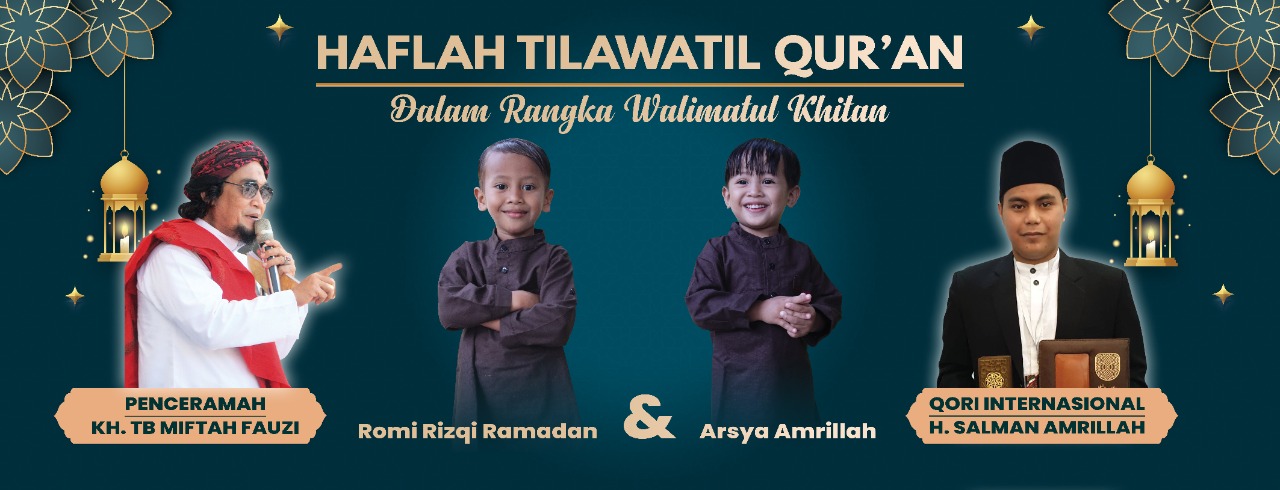 HAFLAH TILAWATIL QUR’AN
Dalam Rangka Walimatul Khitan
PENCERAMAH
KH. TB MIFTAH FAUZI
Romi Rizqi Ramadan
&
Arsya Amrillah
QORI INTERNASIONAL
H. SALMAN AMRILLAH